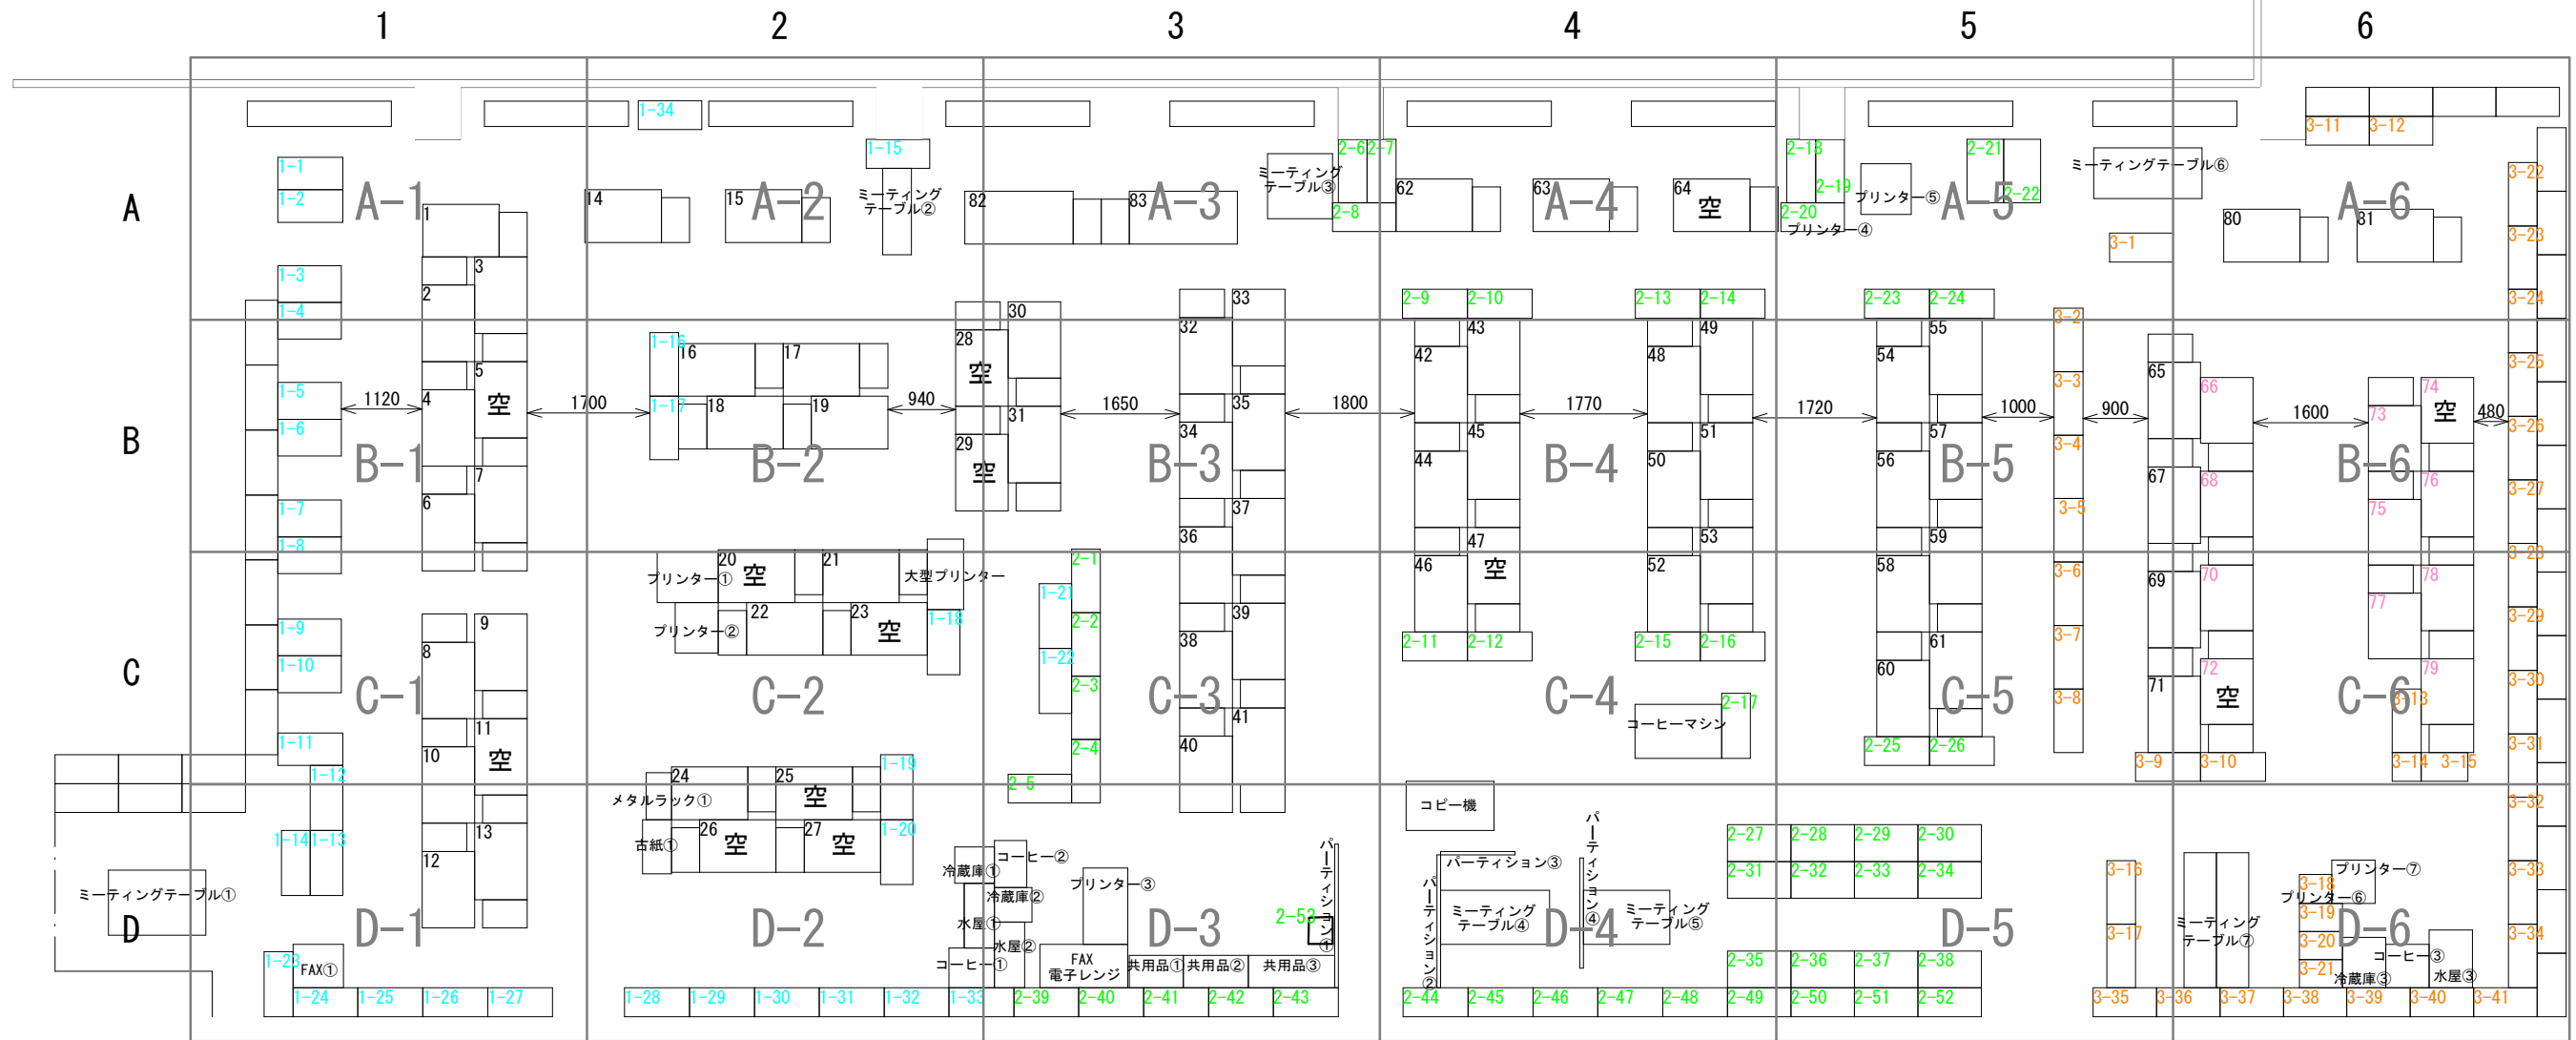 1 2 3 4 5 6
1-34
1-15
2-6 2-7
2-18
2-21
3-11 3-12
1-1
ミーティング
テーブル③
ミーティングテーブル⑥
3-22
1-2
A
A-1
14
15
A-2
ミーティング
テーブル②
82
83
A-3
62
63
A-4
64
空
2-19
プリンター⑤
A-5
2-22
A-6
1
2-8
2-20
プリンター④
80
81
3-23
3-1
1-3
3
2
1-4
30
33
2-9 2-10
2-13 2-14
2-23 2-24
3-24
3-2
1-16
16
17
28
空
32
43
42
49
48
55
54
65
3-25
1-5
5
空
4
1-17
18
19
31
35
3-3
66
74
空
73
1120
1700
940
1650
1800
1770
1720
1000
900
1600
480
B
1-6
B-1
B-2
29
空
34
B-3
45
44
B-4
51
50
57
56
B-5
3-4
67
68
B-6
76
3-26
7
6
1-7
37
3-5
75
3-27
1-8
36
47
空
46
53
52
59
58
3-28
プリンター①
20
空
21
大型プリンター
2-1
3-6
69
70
78
77
1-21
プリンター②
22
23
空
1-18
2-2
39
38
2-11 2-12
2-15 2-16
61
60
3-7
3-29
1-9
9
8
C
1-10
C-1
C-2
1-22
2-3
C-3
C-4
C-5
3-8
71
72
空
C-6
79
3-13
3-30
コーヒーマシン
2-17
1-11
11
空
10
1-19
2-4
41
40
2-25 2-26
3-9 3-10
3-14 3-15
3-31
1-12
メタルラック①
24
25
空
2-5
コピー機
3-32
1-14 1-13
13
12
古紙①
26
空
27
空
1-20
パーティション①
パーティション④
2-27 2-28 2-29 2-30
コーヒー②
冷蔵庫①
冷蔵庫②
プリンター③
パーティション③
パーティション②
2-31 2-32 2-33 2-34
3-16
プリンター⑦
3-18
プリンター⑥
3-33
ミーティングテーブル①
D
D-1
D-2
水屋①
水屋②
D-3
2-53
ミーティング
テーブル④
D-4
ミーティング
テーブル⑤
D-5
3-17
ミーティング
テーブル⑦
3-19
3-20
D-6
3-34
1-23
FAX①
コーヒー①
FAX
電子レンジ
共用品① 共用品② 共用品③
2-35 2-36 2-37 2-38
3-21
冷蔵庫③
コーヒー③
水屋③
1-24 1-25 1-26 1-27
1-28 1-29 1-30 1-31 1-32 1-33
2-39 2-40 2-41 2-42 2-43
2-44 2-45 2-46 2-47 2-48 2-49 2-50 2-51 2-52
3-35 3-36 3-37 3-38 3-39 3-40 3-41